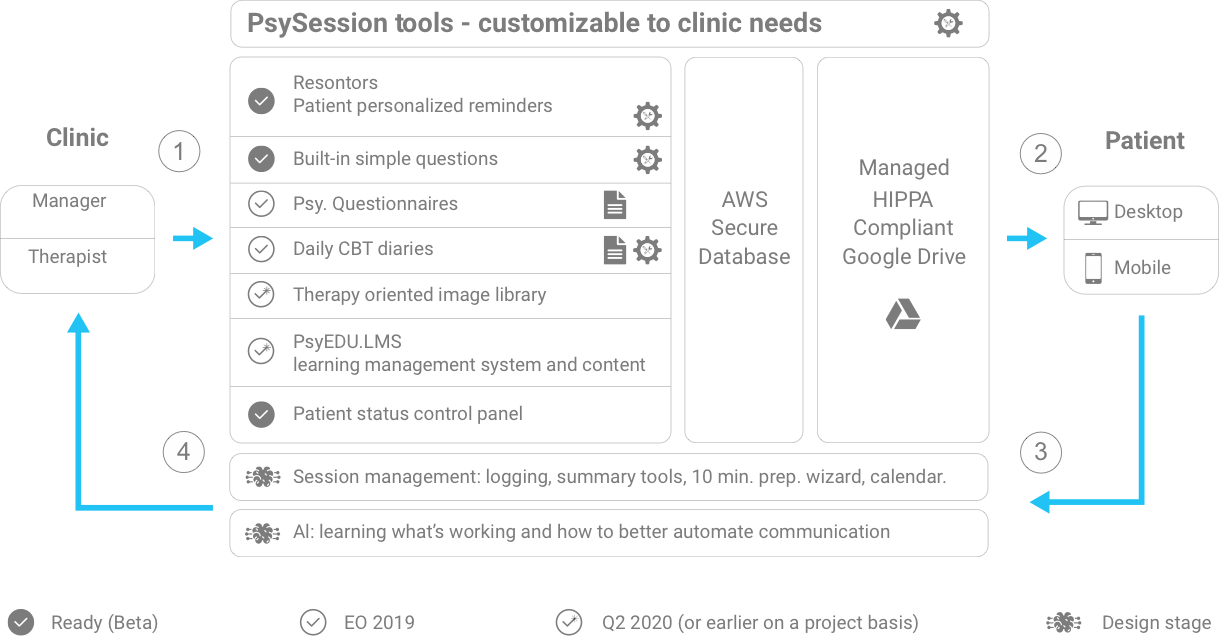 PsySession tools - customizable to clinic needs
Clinic
Manager
Therapist
1
Resontors
Patient personalized reminders
Built-in simple questions
Psy. Questionnaires
Daily CBT diaries
Therapy oriented image library
PsyEDU.LMS
learning management system and content
Patient status control panel
AWS
Secure
Database
Managed
HIPPA
Compliant
Google Drive
2
Patient
Desktop
Mobile
3
4
Session management: logging, summary tools, 10 min. prep. wizard, calendar.
AI: learning what's working and how to better automate communication
Ready (Beta)
EO 2019
Q2 2020 (or earlier on a project basis)
Design stage